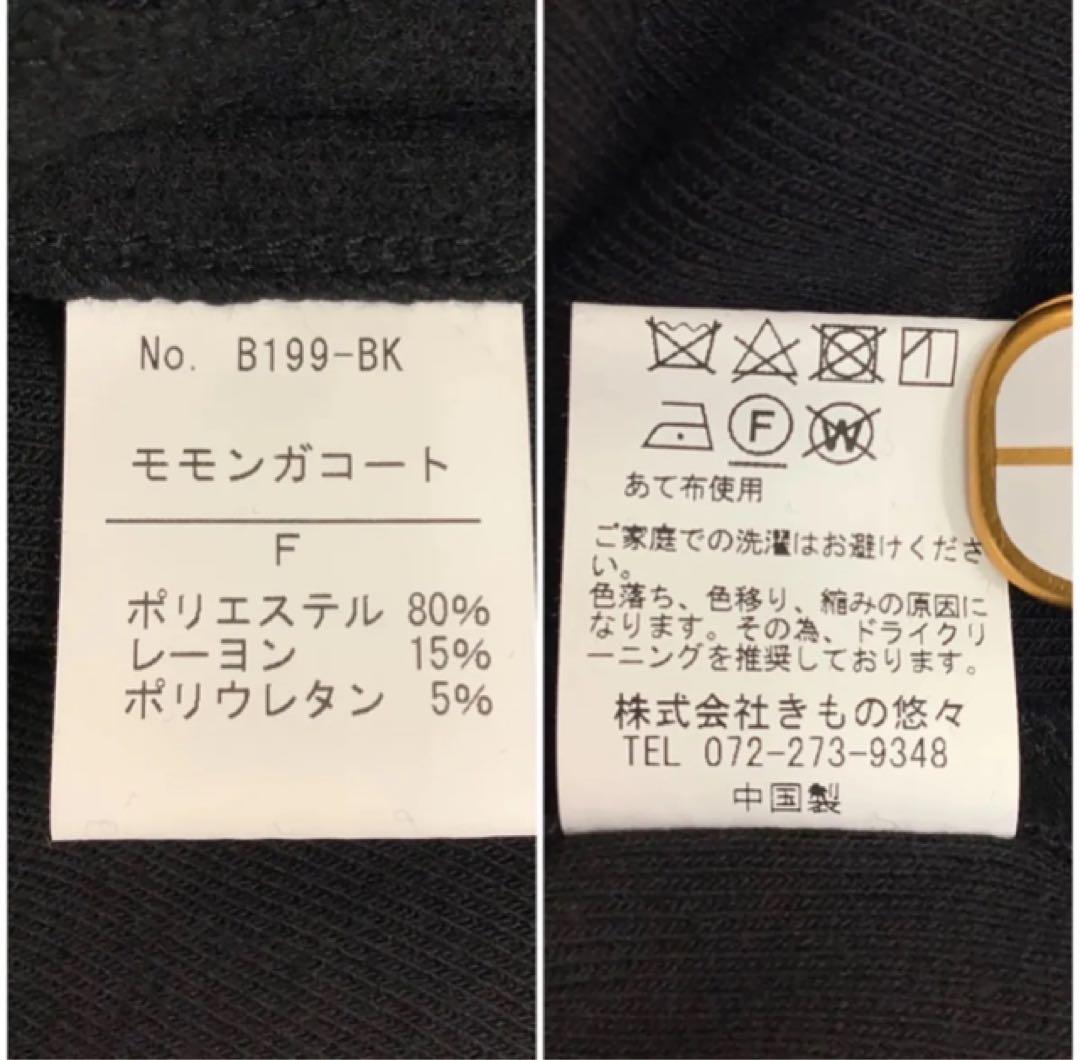 No. B199-BK
モモンガコート
F
ポリエステル 80%
レーヨン 15%
ポリウレタン 5%
F
W
あて布使用
ご家庭での洗濯はお避けくださ
い。
色落ち、色移り、縮みの原因に
なります。その為、ドライクリ
ーニングを推奨しております。
株式会社きもの悠々
TEL 072-273-9348
中国製